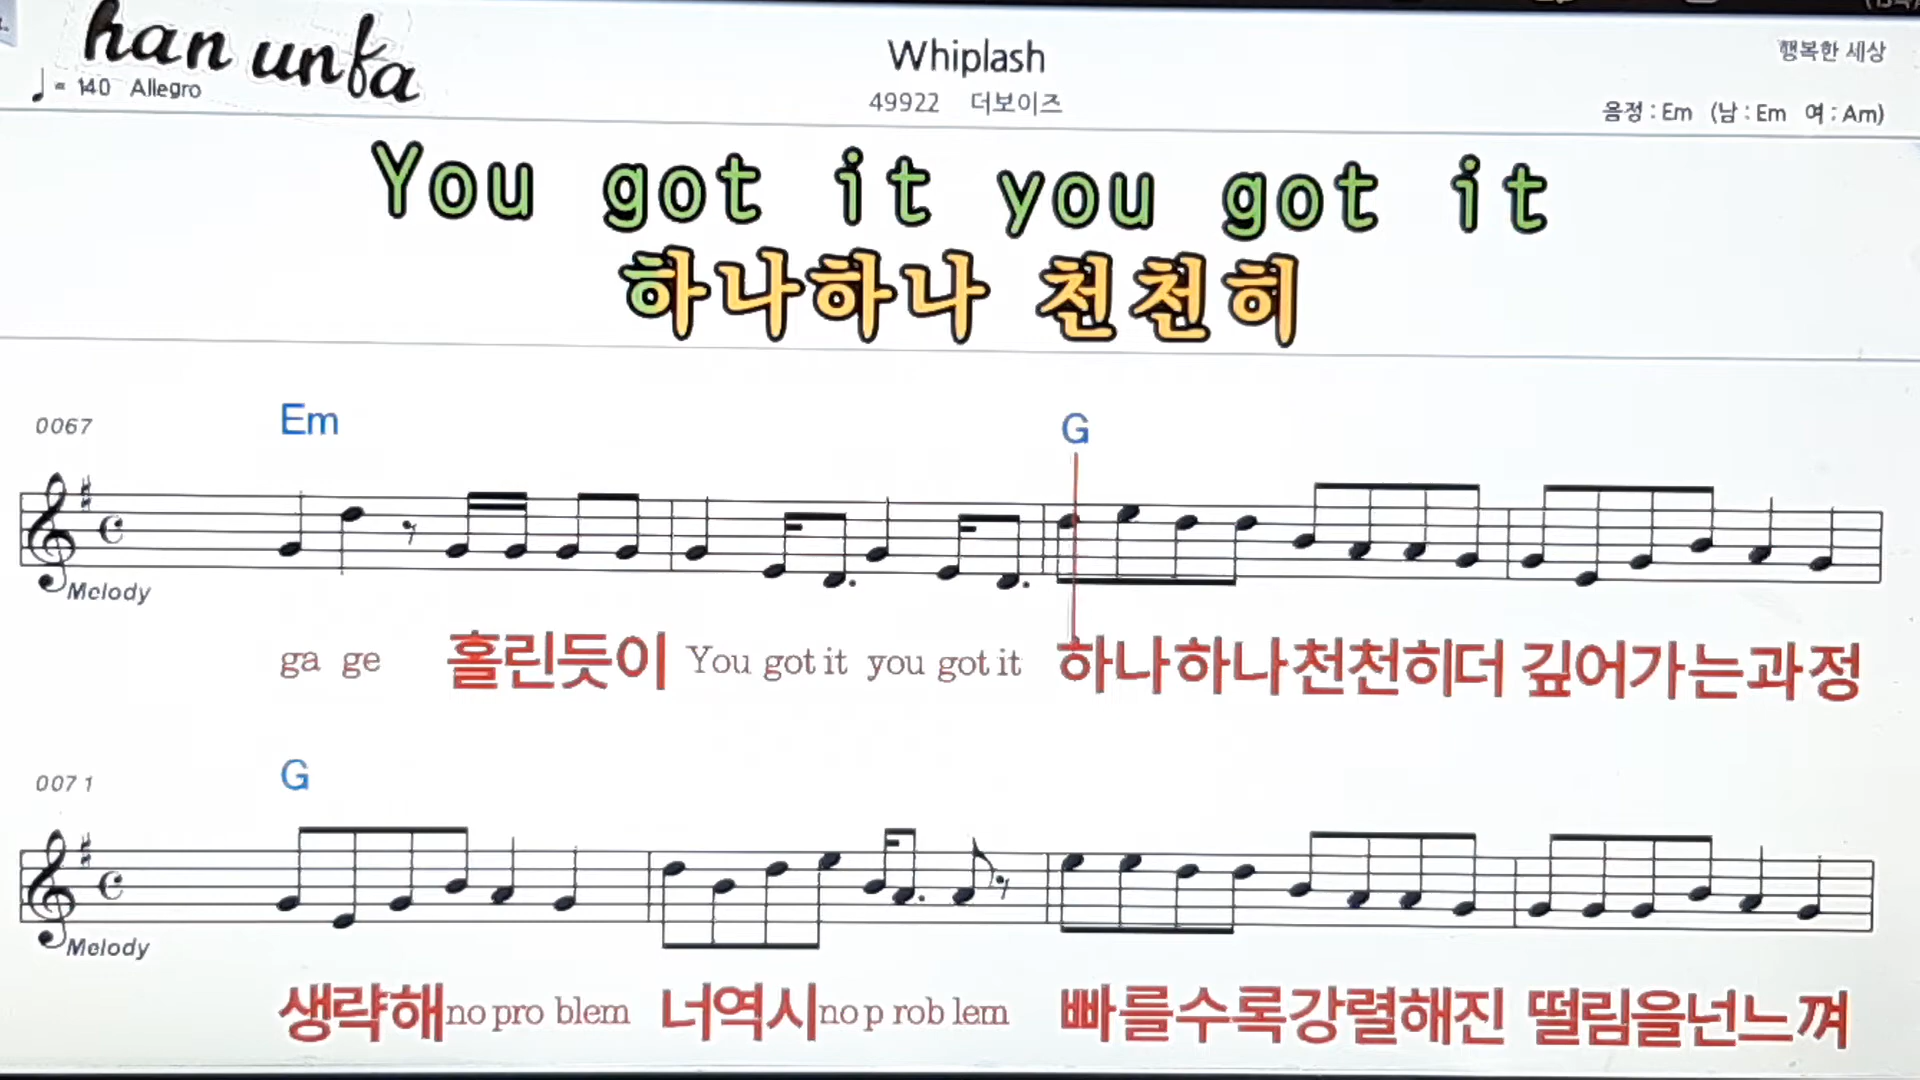 han unfa
♩= 140 Allegro
Whiplash
49922 더보이즈
행복한 세상
음정 : Em (남 : Em 여 : Am)
You got it you got it
하나하나 천천히
0067
Em G
Melody
ga ge 홀린듯이 You got it you got it 하나하나천천히더 깊어가는과정
0071
G
Melody
생략해 no pro blem 너역시 no p rob lem 빠를수록강렬해진 떨림을넌느껴